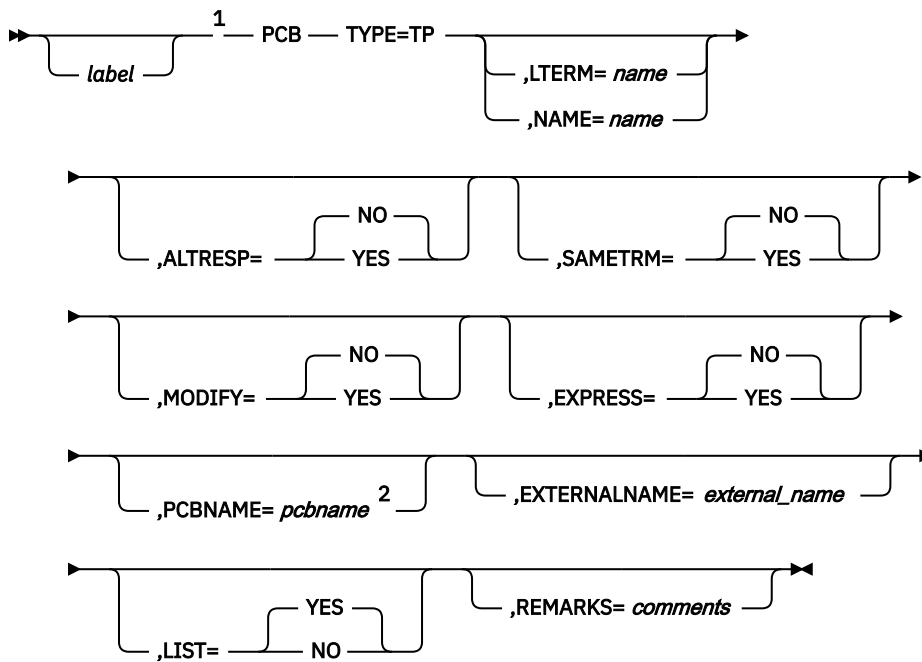 1
label PCB TYPE=TP ,LTERM= name
,NAME= name
NO NO
,ALTRESP= YES ,SAMETRM= YES
NO NO
,MODIFY= YES ,EXPRESS= YES
,PCBNAME= pcbname 2 ,EXTERNALNAME= external_name
YES ,REMARKS= comments
,LIST= NO